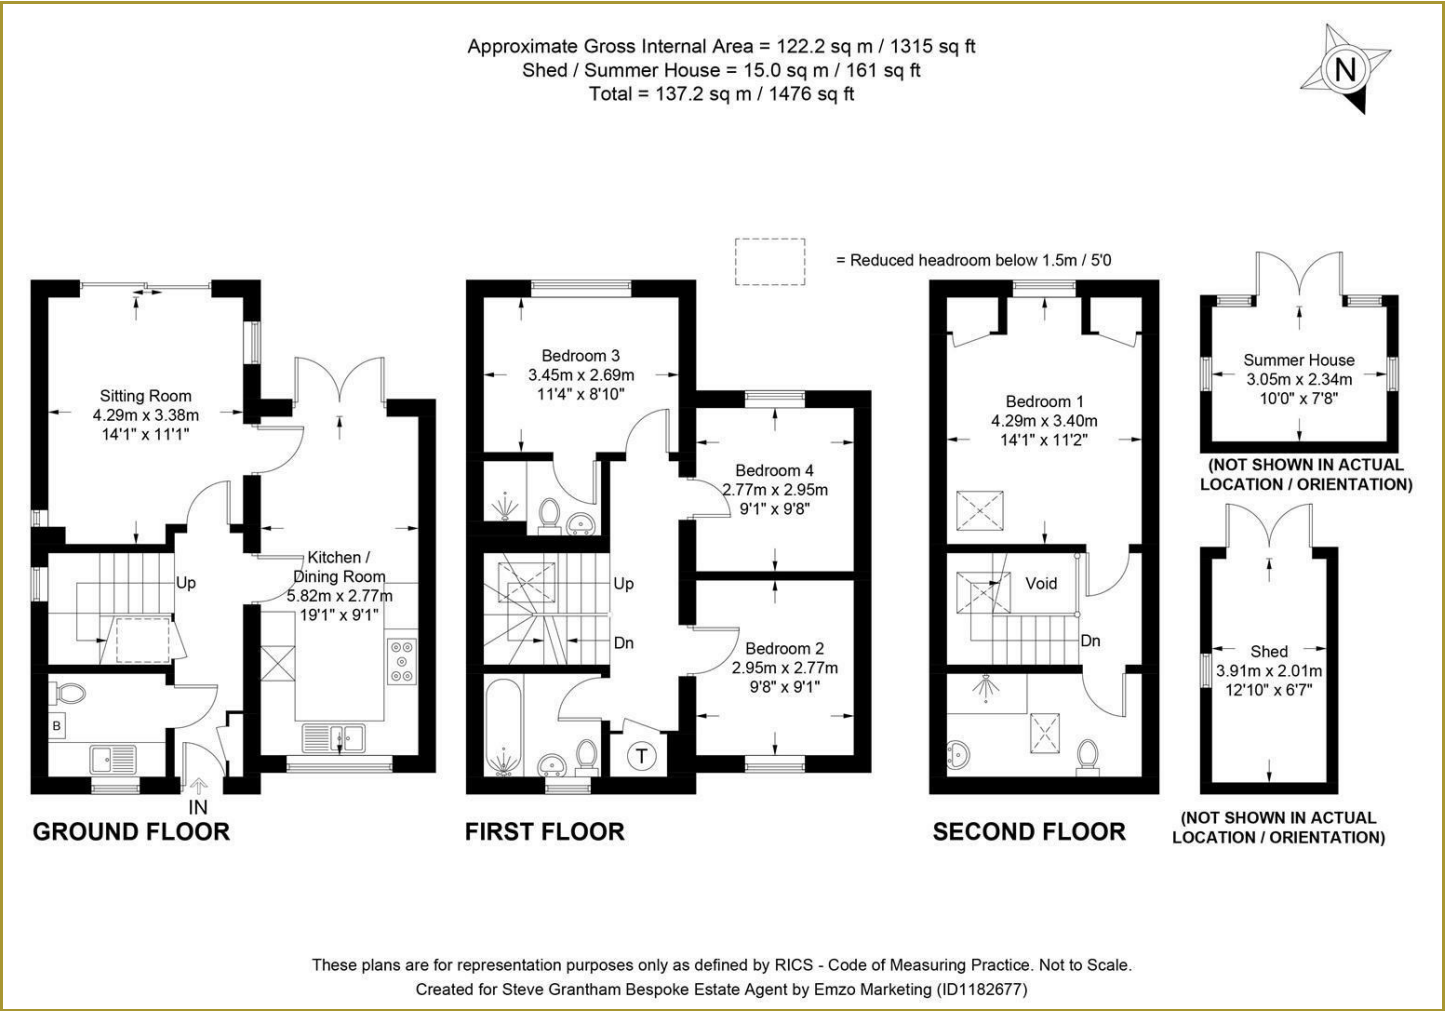 Approximate Gross Internal Area = 122.2 sq m / 1315 sq ft
Shed / Summer House = 15.0 sq m / 161 sq ft
Total = 137.2 sq m / 1476 sq ft
N
= Reduced headroom below 1.5m / 5'0
Sitting Room
4.29m x 3.38m
14'1" x 11'1"
Kitchen /
Dining Room
5.82m x 2.77m
19'1" x 9'1"
Up
B
IN
GROUND FLOOR
Bedroom 3
3.45m x 2.69m
11'4" x 8'10"
Bedroom 4
2.77m x 2.95m
9'1" x 9'8"
Up
Dn
Bedroom 2
2.95m x 2.77m
9'8" x 9'1"
T
FIRST FLOOR
Bedroom 1
4.29m x 3.40m
14'1" x 11'2"
Void
Dn
SECOND FLOOR
Summer House
3.05m x 2.34m
10'0" x 7'8"
(NOT SHOWN IN ACTUAL
LOCATION / ORIENTATION)
Shed
3.91m x 2.01m
12'10" x 6'7"
(NOT SHOWN IN ACTUAL
LOCATION / ORIENTATION)
These plans are for representation purposes only as defined by RICS - Code of Measuring Practice. Not to Scale.
Created for Steve Grantham Bespoke Estate Agent by Emzo Marketing (ID1182677)